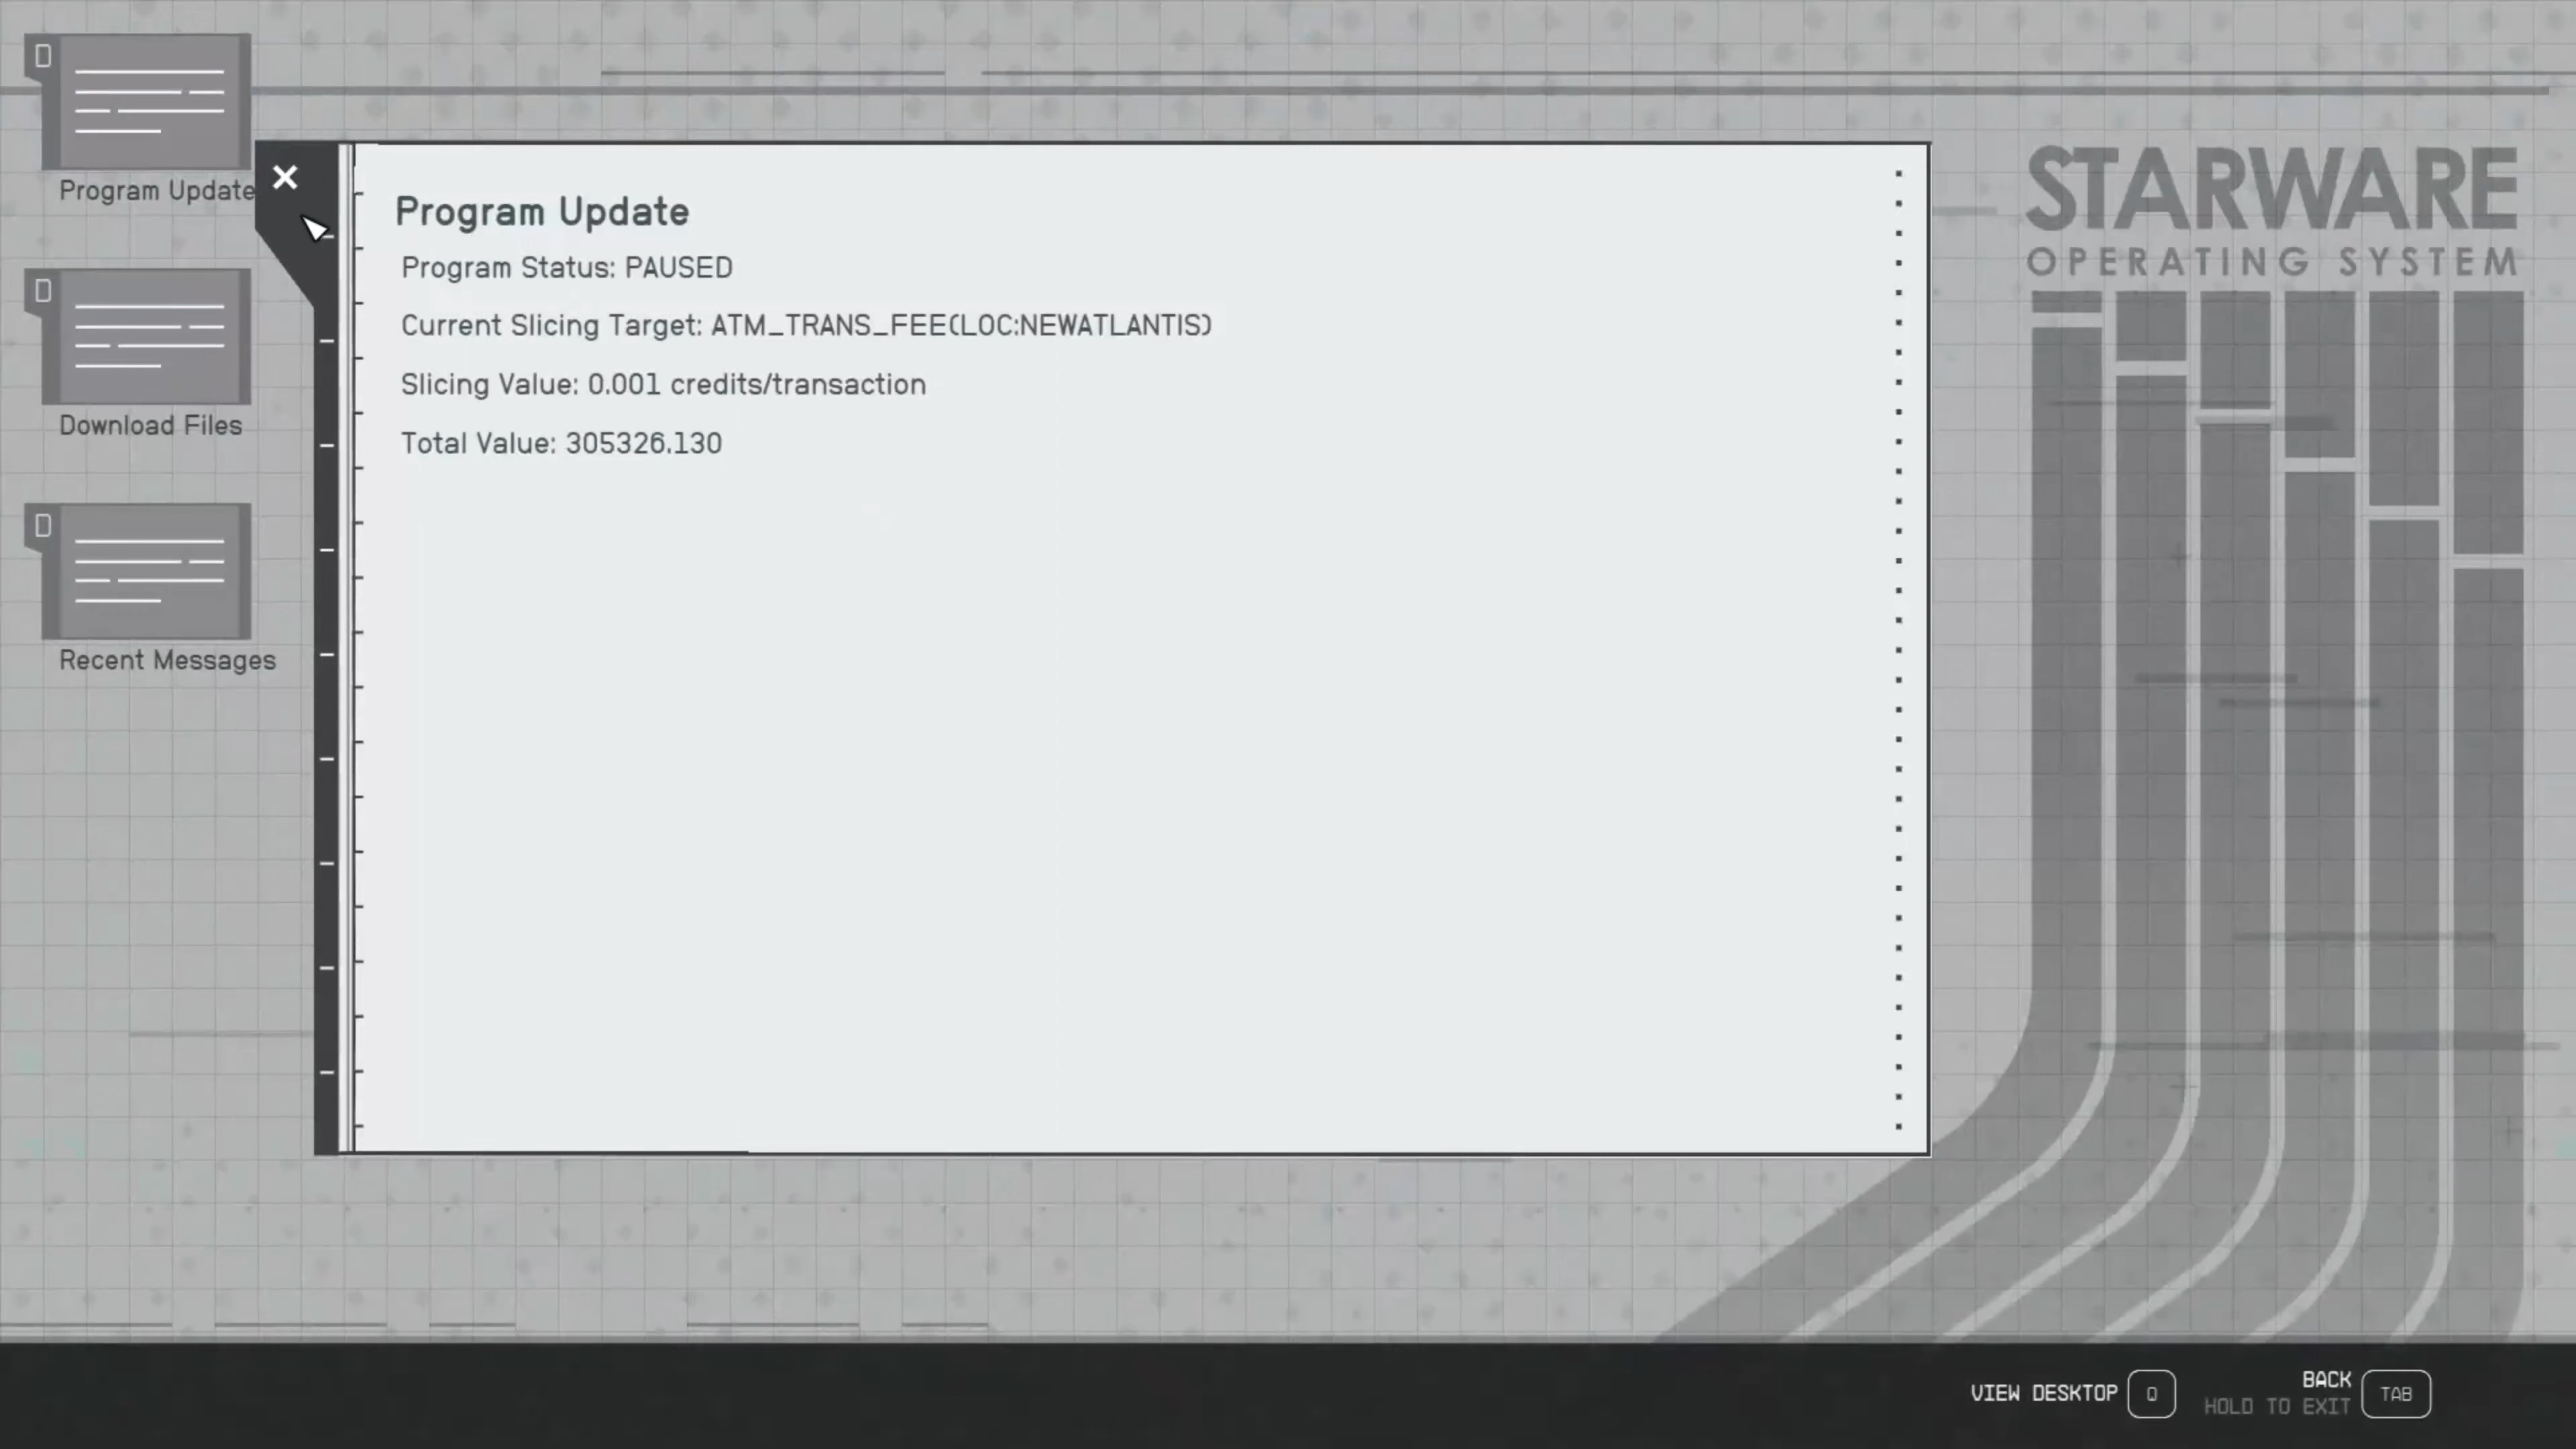 Program Update
Download Files
Recent Messages
Program Update
Program Status: PAUSED
Current Slicing Target: ATM_TRANS_FEE(LOC:NEWATLANTIS)
Slicing Value: 0.001 credits/transaction
Total Value: 305326.130
STARWARE
OPERATING SYSTEM
VIEW DESKTOP Q
BACK
HOLD TO EXIT TAB